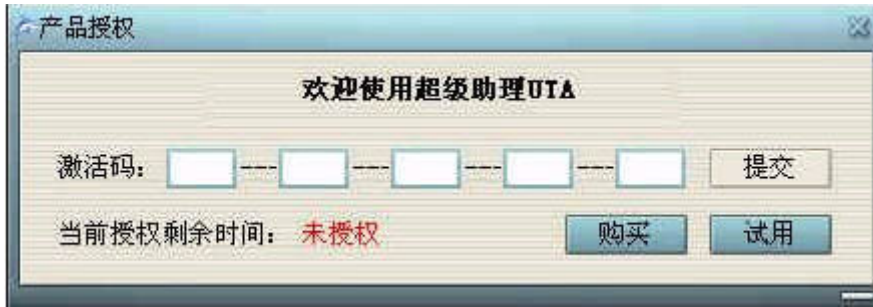 产品授权
欢迎使用超级助理UTA
激活码： --- --- --- --- 提交
当前授权剩余时间： 未授权 购买 试用